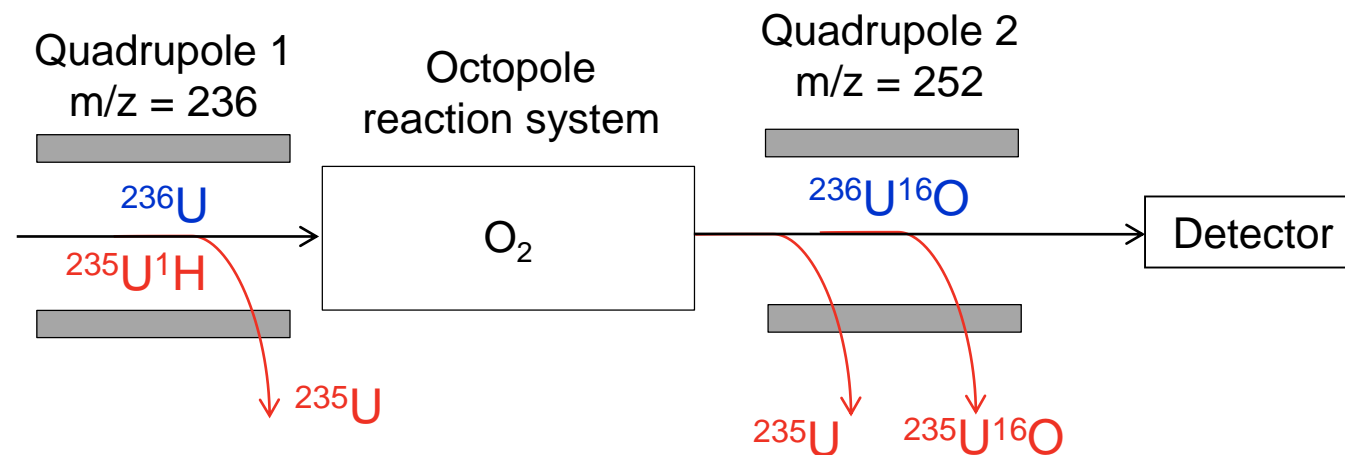 Quadrupole 1
m/z = 236
Octopole
reaction system
Quadrupole 2
m/z = 252
²³⁶U
²³⁵U¹H
²³⁵U
O₂
²³⁶U¹⁶O
²³⁵U
²³⁵U¹⁶O
Detector